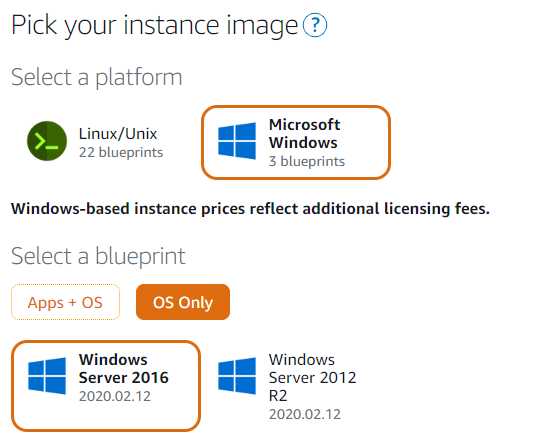 Pick your instance image ?
Select a platform
Linux/Unix
22 blueprints
Microsoft
Windows
3 blueprints
Windows-based instance prices reflect additional licensing fees.
Select a blueprint
Apps + OS
OS Only
Windows
Server 2016
2020.02.12
Windows
Server 2012
R2
2020.02.12